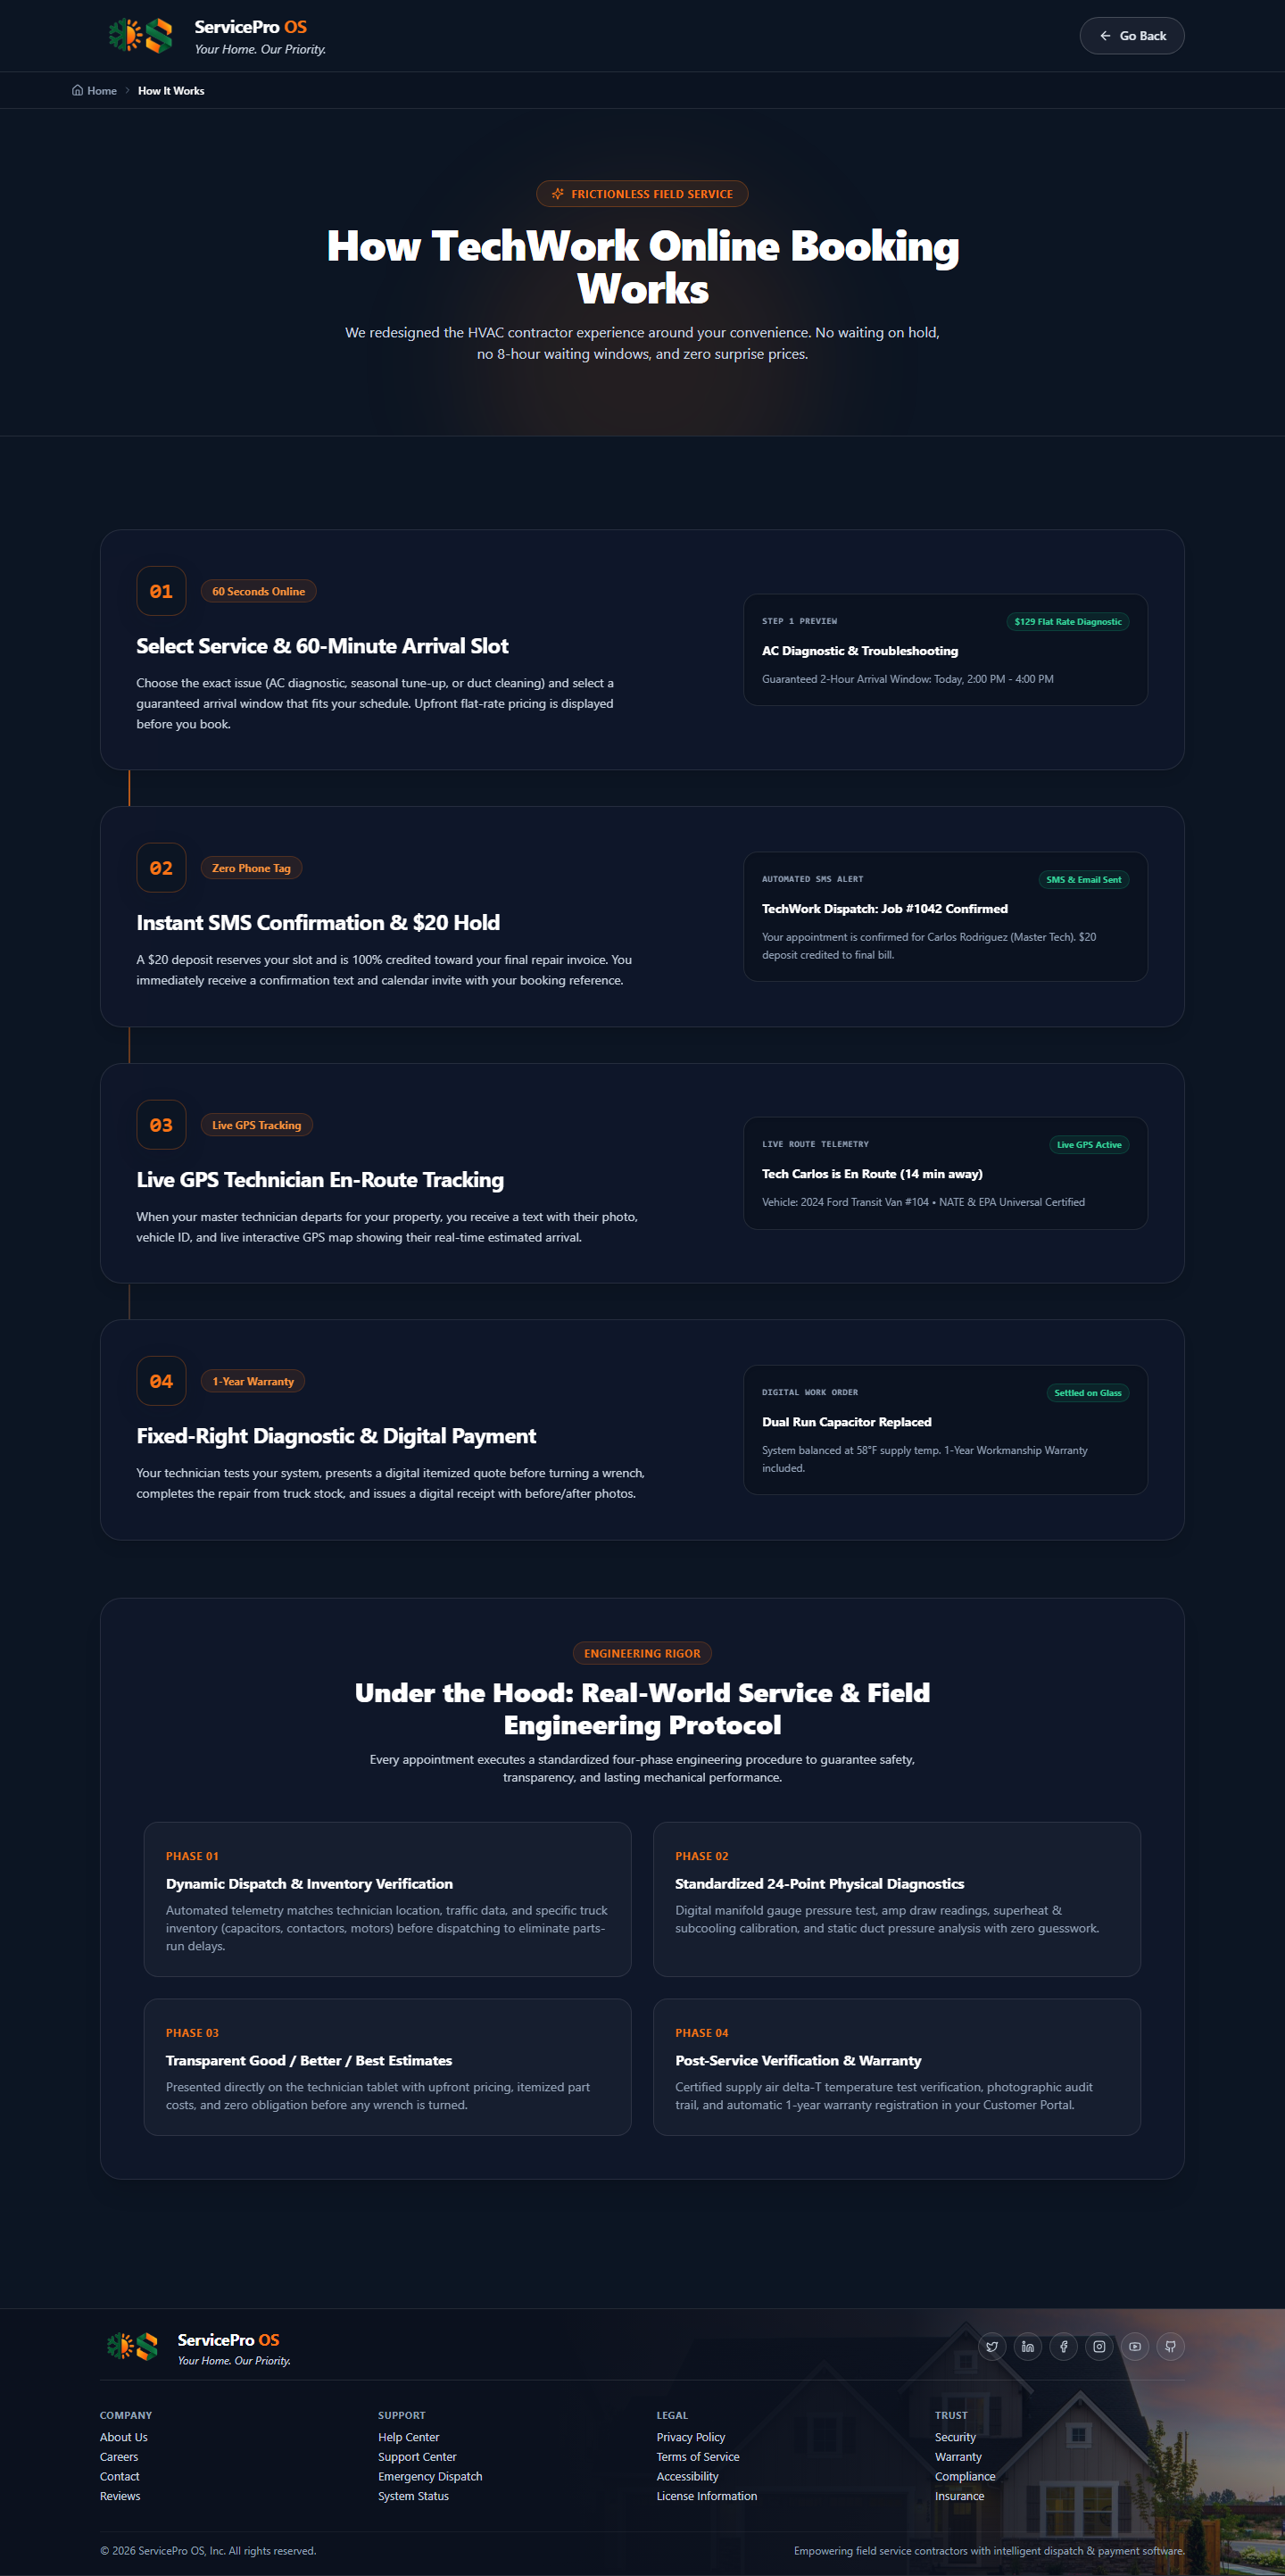 ServicePro OS
Your Home. Our Priority.
Go Back
Home > How It Works
FRICTIONLESS FIELD SERVICE
How TechWork Online Booking
Works
We redesigned the HVAC contractor experience around your convenience. No waiting on hold,
no 8-hour waiting windows, and zero surprise prices.
01
60 Seconds Online
Select Service & 60-Minute Arrival Slot
Choose the exact issue (AC diagnostic, seasonal tune-up, or duct cleaning) and select a
guaranteed arrival window that fits your schedule. Upfront flat-rate pricing is displayed
before you book.
STEP 1 PREVIEW
$129 Flat Rate Diagnostic
AC Diagnostic & Troubleshooting
Guaranteed 2-Hour Arrival Window: Today, 2:00 PM - 4:00 PM
02
Zero Phone Tag
Instant SMS Confirmation & $20 Hold
A $20 deposit reserves your slot and is 100% credited toward your final repair invoice. You
immediately receive a confirmation text and calendar invite with your booking reference.
AUTOMATED SMS ALERT
SMS & Email Sent
TechWork Dispatch: Job #1042 Confirmed
Your appointment is confirmed for Carlos Rodriguez (Master Tech). $20
deposit credited to final bill.
03
Live GPS Tracking
Live GPS Technician En-Route Tracking
When your master technician departs for your property, you receive a text with their photo,
vehicle ID, and live interactive GPS map showing their real-time estimated arrival.
LIVE ROUTE TELEMETRY
Live GPS Active
Tech Carlos is En Route (14 min away)
Vehicle: 2024 Ford Transit Van #104 • NATE & EPA Universal Certified
04
1-Year Warranty
Fixed-Right Diagnostic & Digital Payment
Your technician tests your system, presents a digital itemized quote before turning a wrench,
completes the repair from truck stock, and issues a digital receipt with before/after photos.
DIGITAL WORK ORDER
Settled on Glass
Dual Run Capacitor Replaced
System balanced at 58°F supply temp. 1-Year Workmanship Warranty
included.
ENGINEERING RIGOR
Under the Hood: Real-World Service & Field
Engineering Protocol
Every appointment executes a standardized four-phase engineering procedure to guarantee safety,
transparency, and lasting mechanical performance.
PHASE 01
Dynamic Dispatch & Inventory Verification
Automated telemetry matches technician location, traffic data, and specific truck
inventory (capacitors, contactors, motors) before dispatching to eliminate parts-
run delays.
PHASE 02
Standardized 24-Point Physical Diagnostics
Digital manifold gauge pressure test, amp draw readings, superheat &
subcooling calibration, and static duct pressure analysis with zero guesswork.
PHASE 03
Transparent Good / Better / Best Estimates
Presented directly on the technician tablet with upfront pricing, itemized part
costs, and zero obligation before any wrench is turned.
PHASE 04
Post-Service Verification & Warranty
Certified supply air delta-T temperature test verification, photographic audit
trail, and automatic 1-year warranty registration in your Customer Portal.
ServicePro OS
Your Home. Our Priority.
COMPANY
About Us
Careers
Contact
Reviews
SUPPORT
Help Center
Support Center
Emergency Dispatch
System Status
LEGAL
Privacy Policy
Terms of Service
Accessibility
License Information
TRUST
Security
Warranty
Compliance
Insurance
© 2026 ServicePro OS, Inc. All rights reserved.
Empowering field service contractors with intelligent dispatch & payment software.